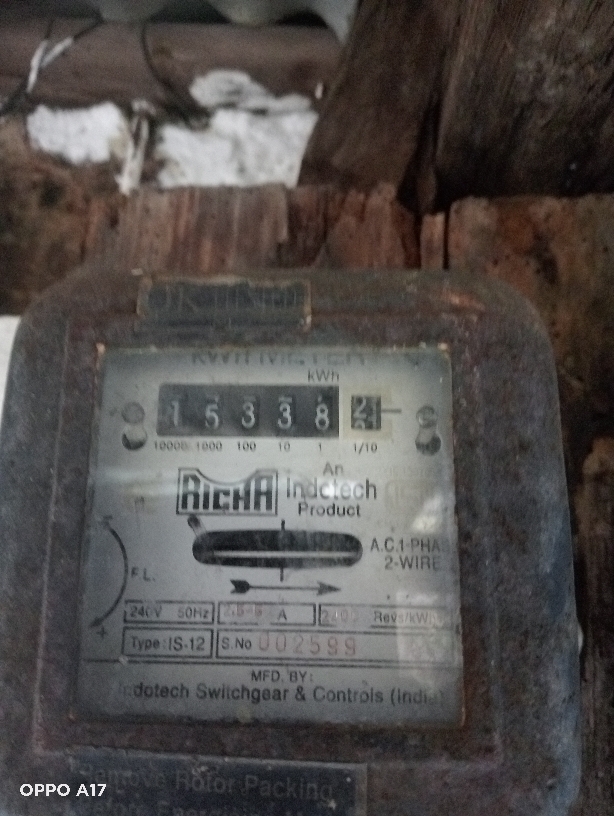 KWH METER
kWh
1 5 3 3 8
10000 1000 100 10 1 1/10
An
RICHA Indotech
Product
A.C.1-PHA
2-WIRE
F.L.
240V 50Hz A Revs/kWh
Type:IS-12 S.No 002599
MFD. BY:
Indotech Switchgear & Controls (India
Remove Rotor Packing
OPPO A17